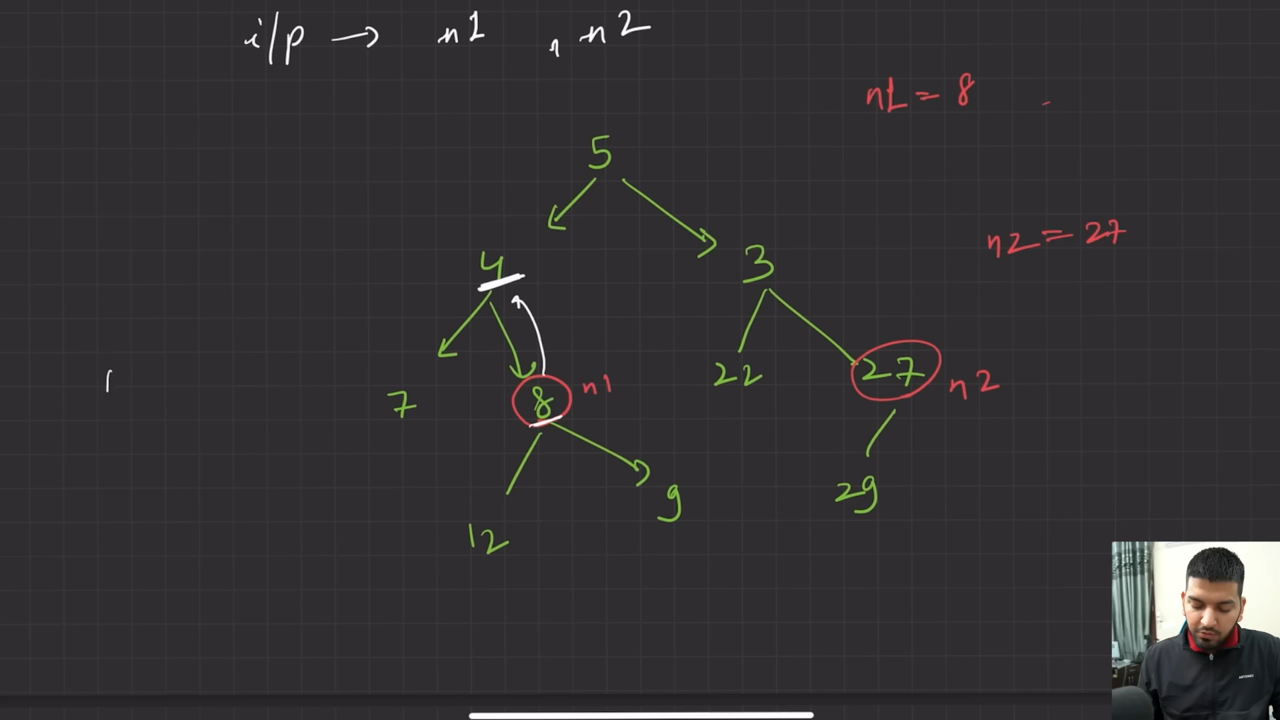 i/p → n1 , n2
n1 = 8
5
n2 = 27
4 3
7 8 n1 22 27 n2
12 9 29